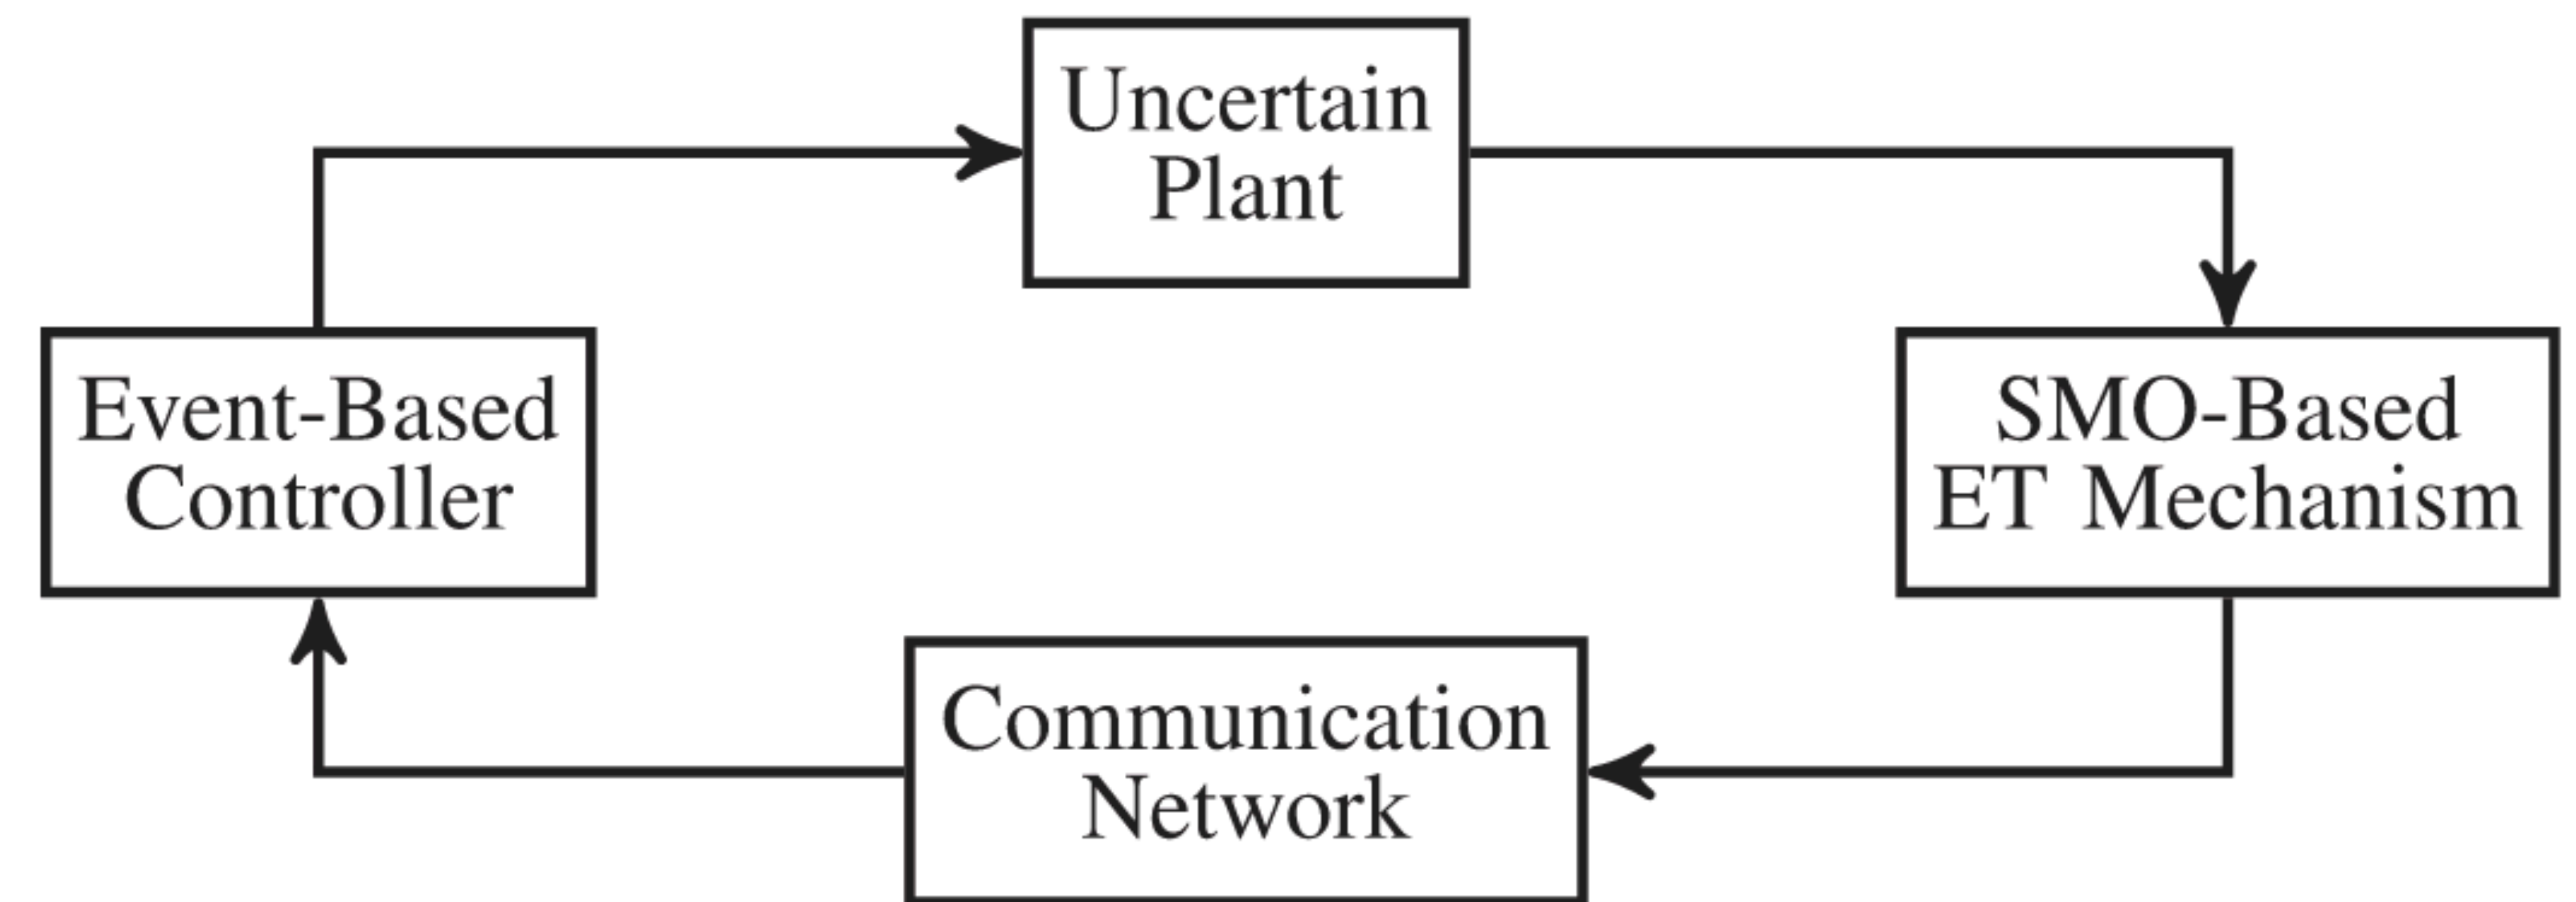 Uncertain
Plant
Event-Based
Controller
SMO-Based
ET Mechanism
Communication
Network